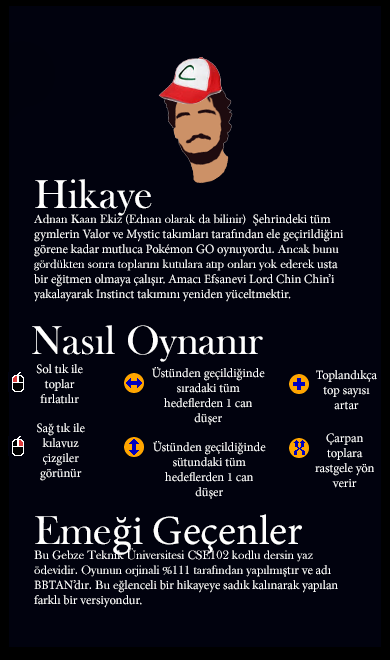 Hikaye
Adnan Kaan Ekiz (Ednan olarak da bilinir) Şehrindeki tüm
gymlerin Valor ve Mystic takımları tarafından ele geçirildiğini
görene kadar mutluca Pokémon GO oynuyordu. Ancak bunu
gördükten sonra toplarını kutulara atıp onları yok ederek usta
bir eğitmen olmaya çalışır. Amacı Efsanevi Lord Chin Chin’i
yakalayarak Instinct takımını yeniden yüceltmektir.
Nasıl Oynanır
Sol tık ile
toplar
fırlatılır
Üstünden geçildiğinde
sıradaki tüm
hedeflerden 1 can
düşer
Toplandıkça
top sayısı
artar
Sağ tık ile
kılavuz
çizgiler
görünür
Üstünden geçildiğinde
sütundaki tüm
hedeflerden 1 can
düşer
Çarpan
toplara
rastgele yön
verir
Emeği Geçenler
Bu Gebze Teknik Üniversitesi CSE102 kodlu dersin yaz
ödevidir. Oyunun orjinali %111 tarafından yapılmıştır ve adı
BBTAN’dır. Bu eğlenceli bir hikayeye sadık kalınarak yapılan
farklı bir versiyondur.